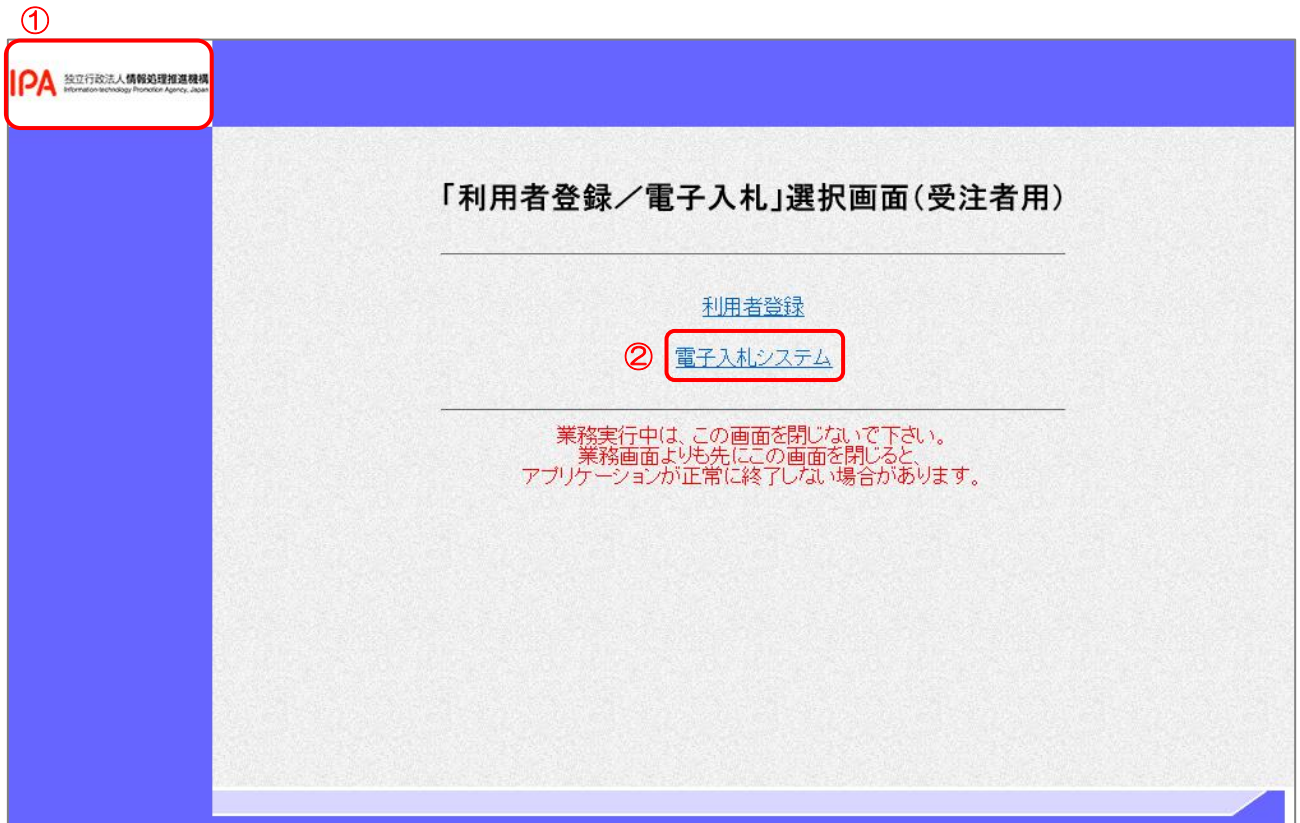 ①
IPA 独立行政法人情報処理推進機構
Information-technology Promotion Agency, Japan
「利用者登録／電子入札」選択画面(受注者用)
利用者登録
② 電子入札システム
業務実行中は、この画面を閉じないで下さい。
業務画面よりも先にこの画面を閉じると、
アプリケーションが正常に終了しない場合があります。